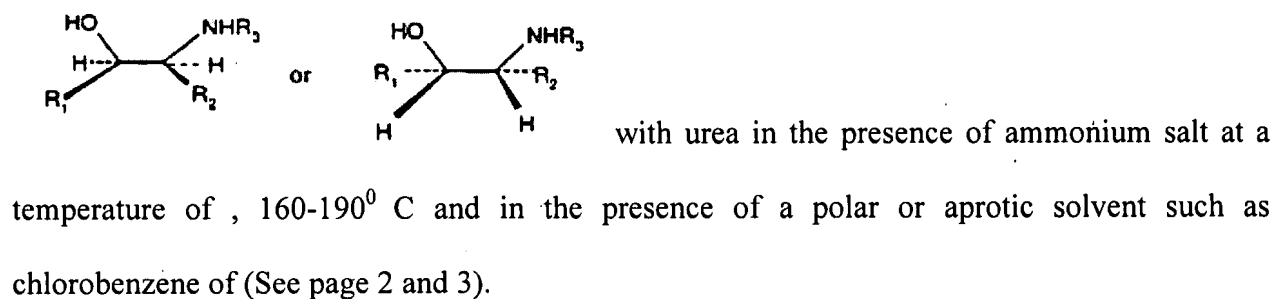 HO NHR₃ HO NHR₃
H H or R₁ R₂
R₁ R₂ H H
with urea in the presence of ammonium salt at a
temperature of , 160-190⁰ C and in the presence of a polar or aprotic solvent such as
chlorobenzene of (See page 2 and 3).